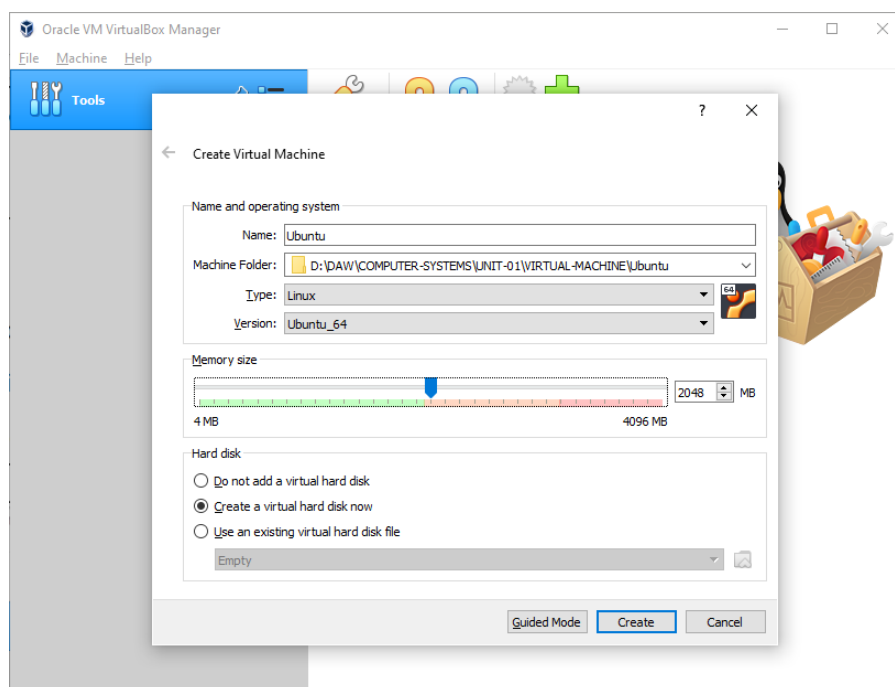 Oracle VM VirtualBox Manager
File Machine Help
Tools
?
Create Virtual Machine
Name and operating system
Name: Ubuntu
Machine Folder: D:\DAW\COMPUTER-SYSTEMS\UNIT-01\VIRTUAL-MACHINE\Ubuntu
Type: Linux
64
Version: Ubuntu_64
Memory size
2048 MB
4 MB 4096 MB
Hard disk
Do not add a virtual hard disk
Create a virtual hard disk now
Use an existing virtual hard disk file
Empty
Guided Mode Create Cancel